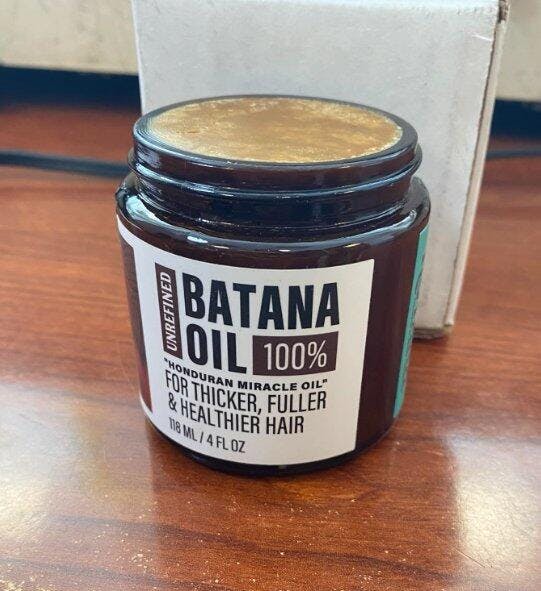 UNREFINED
BATANA
OIL 100%
"HONDURAN MIRACLE OIL"
FOR THICKER, FULLER
& HEALTHIER HAIR
118 ML / 4 FL OZ